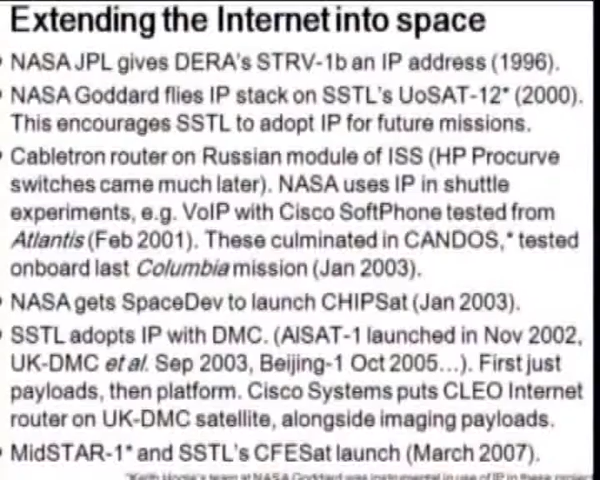 Extending the Internet into space
• NASA JPL gives DERA's STRV-1b an IP address (1996).
• NASA Goddard flies IP stack on SSTL's UoSAT-12* (2000).
This encourages SSTL to adopt IP for future missions.
• Cabletron router on Russian module of ISS (HP Procurve
switches came much later). NASA uses IP in shuttle
experiments, e.g. VoIP with Cisco SoftPhone tested from
Atlantis (Feb 2001). These culminated in CANDOS,* tested
onboard last Columbia mission (Jan 2003).
• NASA gets SpaceDev to launch CHIPSat (Jan 2003).
• SSTL adopts IP with DMC. (AlSAT-1 launched in Nov 2002,
UK-DMC et al. Sep 2003, Beijing-1 Oct 2005...). First just
payloads, then platform. Cisco Systems puts CLEO Internet
router on UK-DMC satellite, alongside imaging payloads.
• MidSTAR-1* and SSTL's CFESat launch (March 2007).
team at NASA Goddard was instrumental in use of IP in these